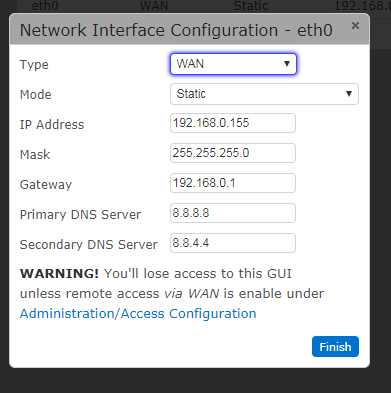 eth0 WAN Static 192.168.0
Network Interface Configuration - eth0 ×
Type WAN
Mode Static
IP Address 192.168.0.155
Mask 255.255.255.0
Gateway 192.168.0.1
Primary DNS Server 8.8.8.8
Secondary DNS Server 8.8.4.4
WARNING! You'll lose access to this GUI
unless remote access via WAN is enable under
Administration/Access Configuration
Finish